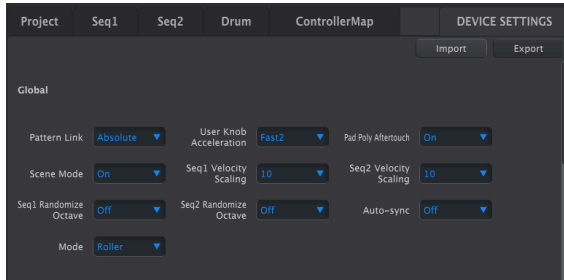 Project Seq1 Seq2 Drum ControllerMap DEVICE SETTINGS
Import Export
Global
Pattern Link Absolute User Knob Acceleration Fast2 Pad Poly Aftertouch On
Scene Mode On Seq1 Velocity Scaling 10 Seq2 Velocity Scaling 10
Seq1 Randomize Octave Off Seq2 Randomize Octave Off Auto-sync Off
Mode Roller